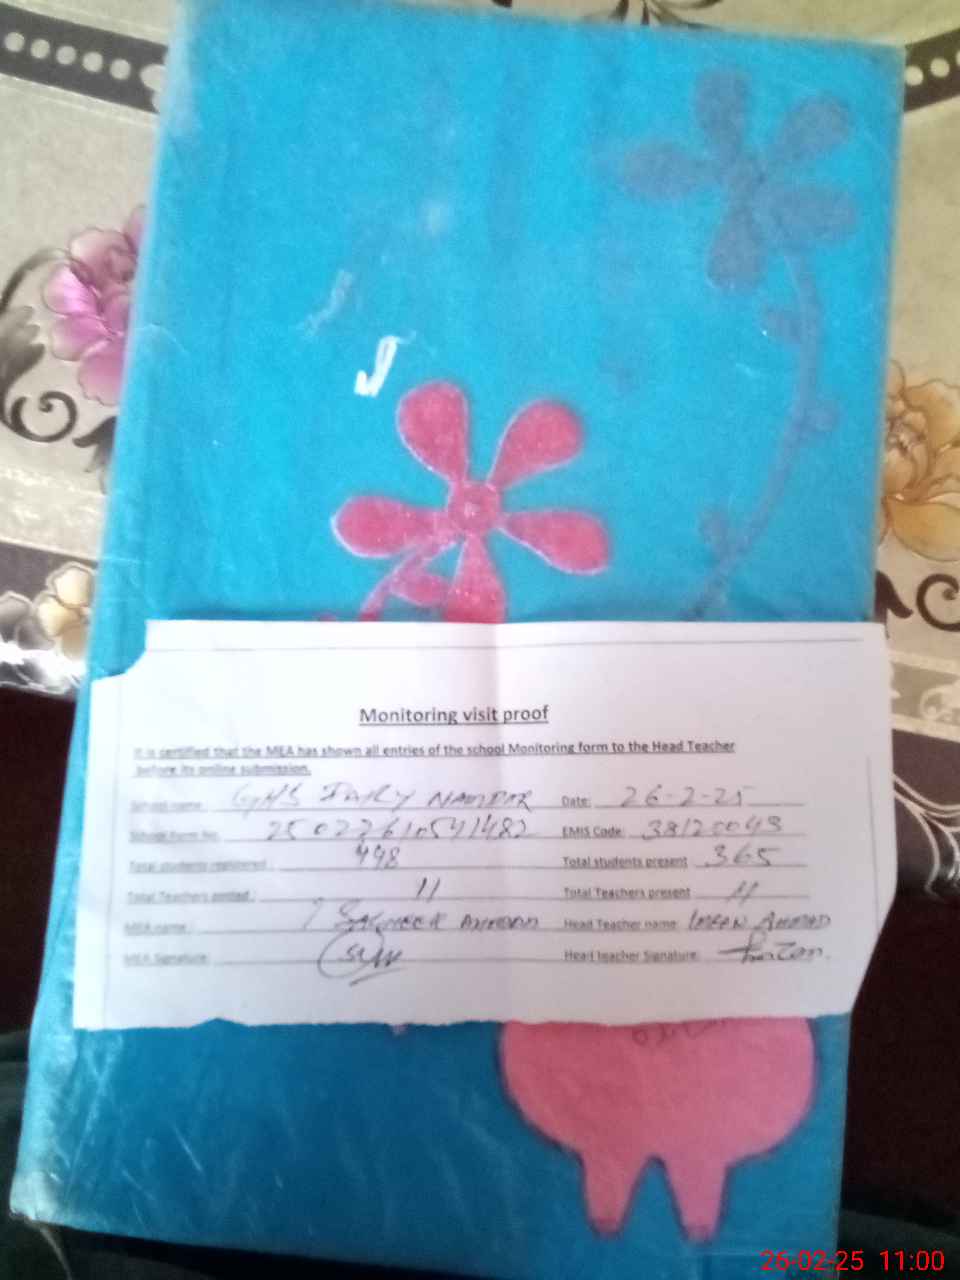 Monitoring visit proof
It is certified that the MEA has shown all entries of the school Monitoring form to the Head Teacher
before its online submission.
School name: GHS NAMDAR Date: 26-2-25
School Form No. EMIS Code: 38120049
Total students registered: 448 Total students present 365
Total Teachers posted: 11 Total Teachers present 11
MEA name: SAGHEER AHMAD Head Teacher name: IMRAN AHMAD
MEA Signature: Head teacher Signature:
26-02-25 11:00